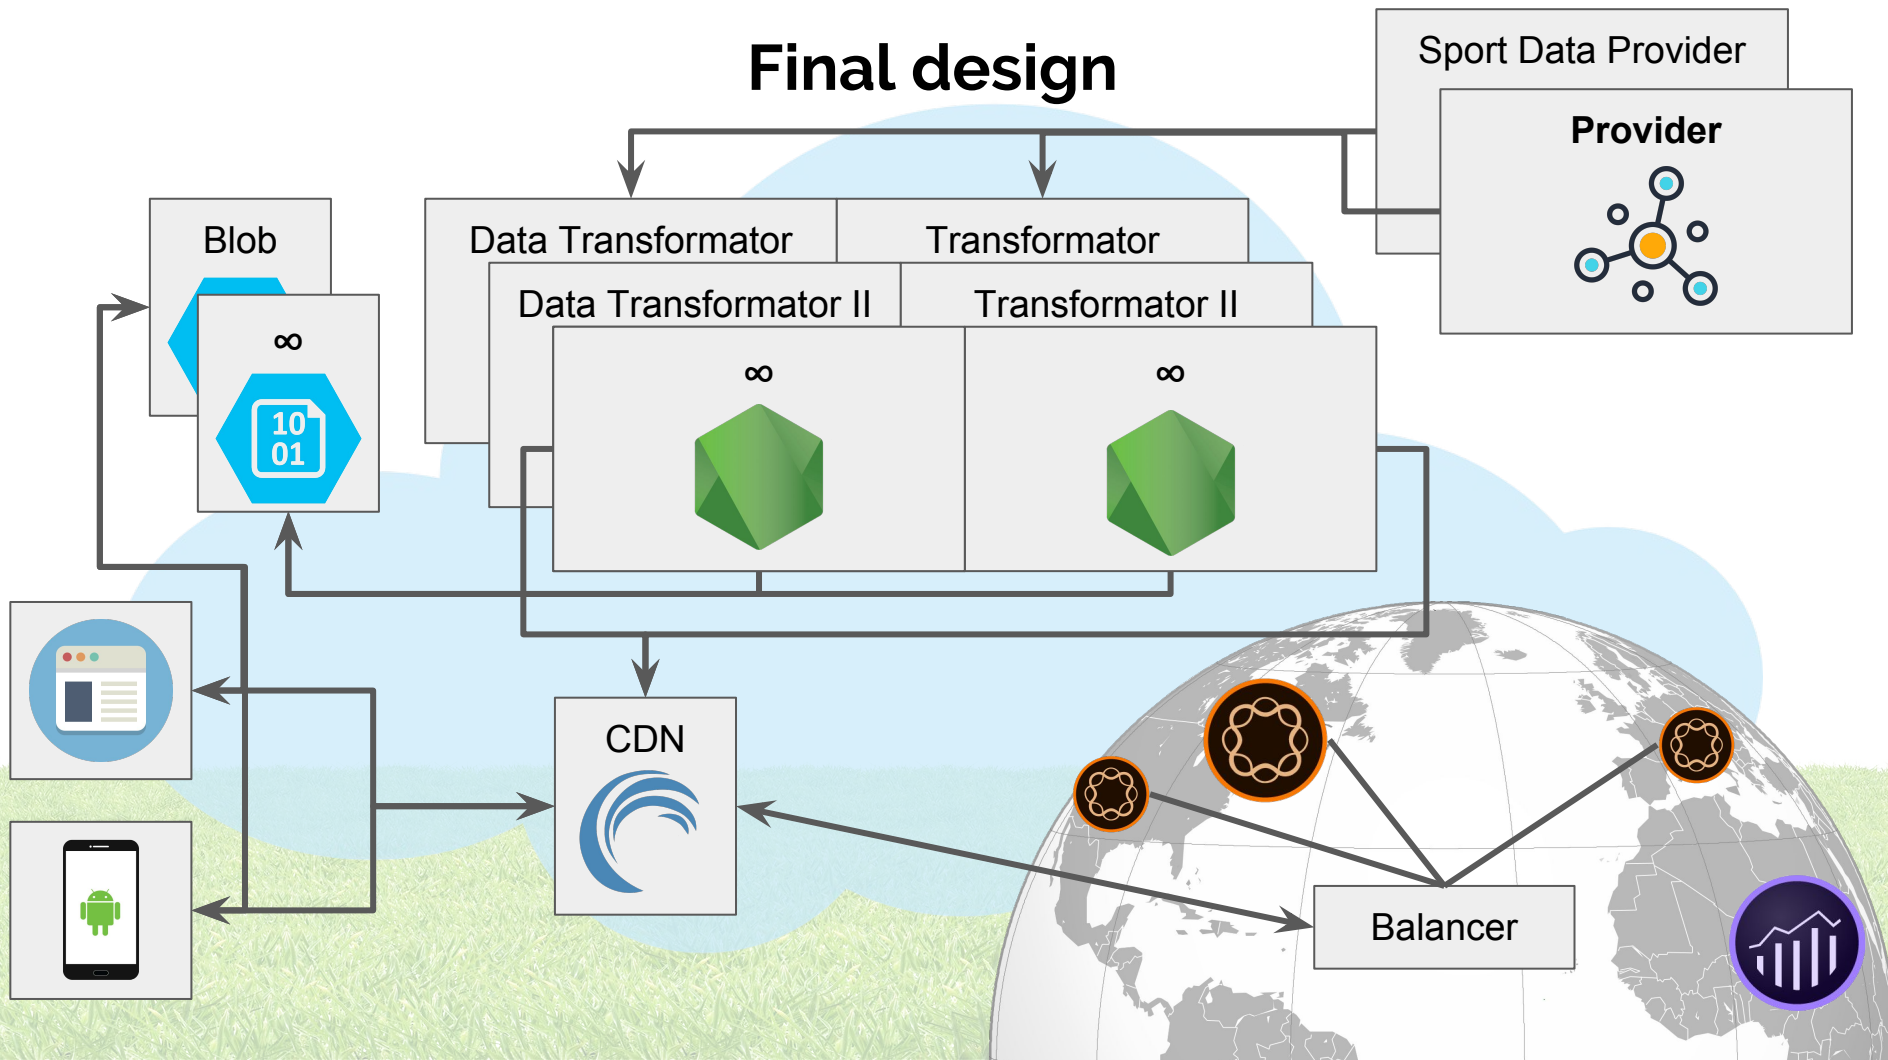 Final design
Sport Data Provider
Provider
Blob
∞
10
01
Data Transformator
Transformator
Data Transformator II
Transformator II
∞
∞
CDN
Balancer